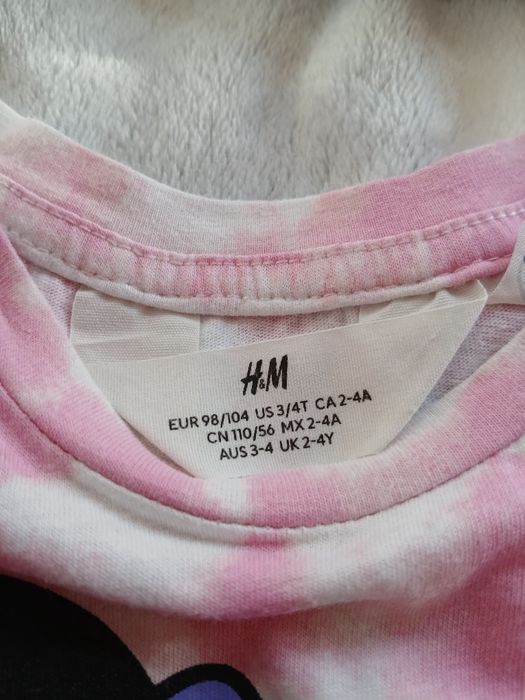 H&M
EUR 98/104 US 3/4T CA 2-4A
CN 110/56 MX 2-4A
AUS 3-4 UK 2-4Y